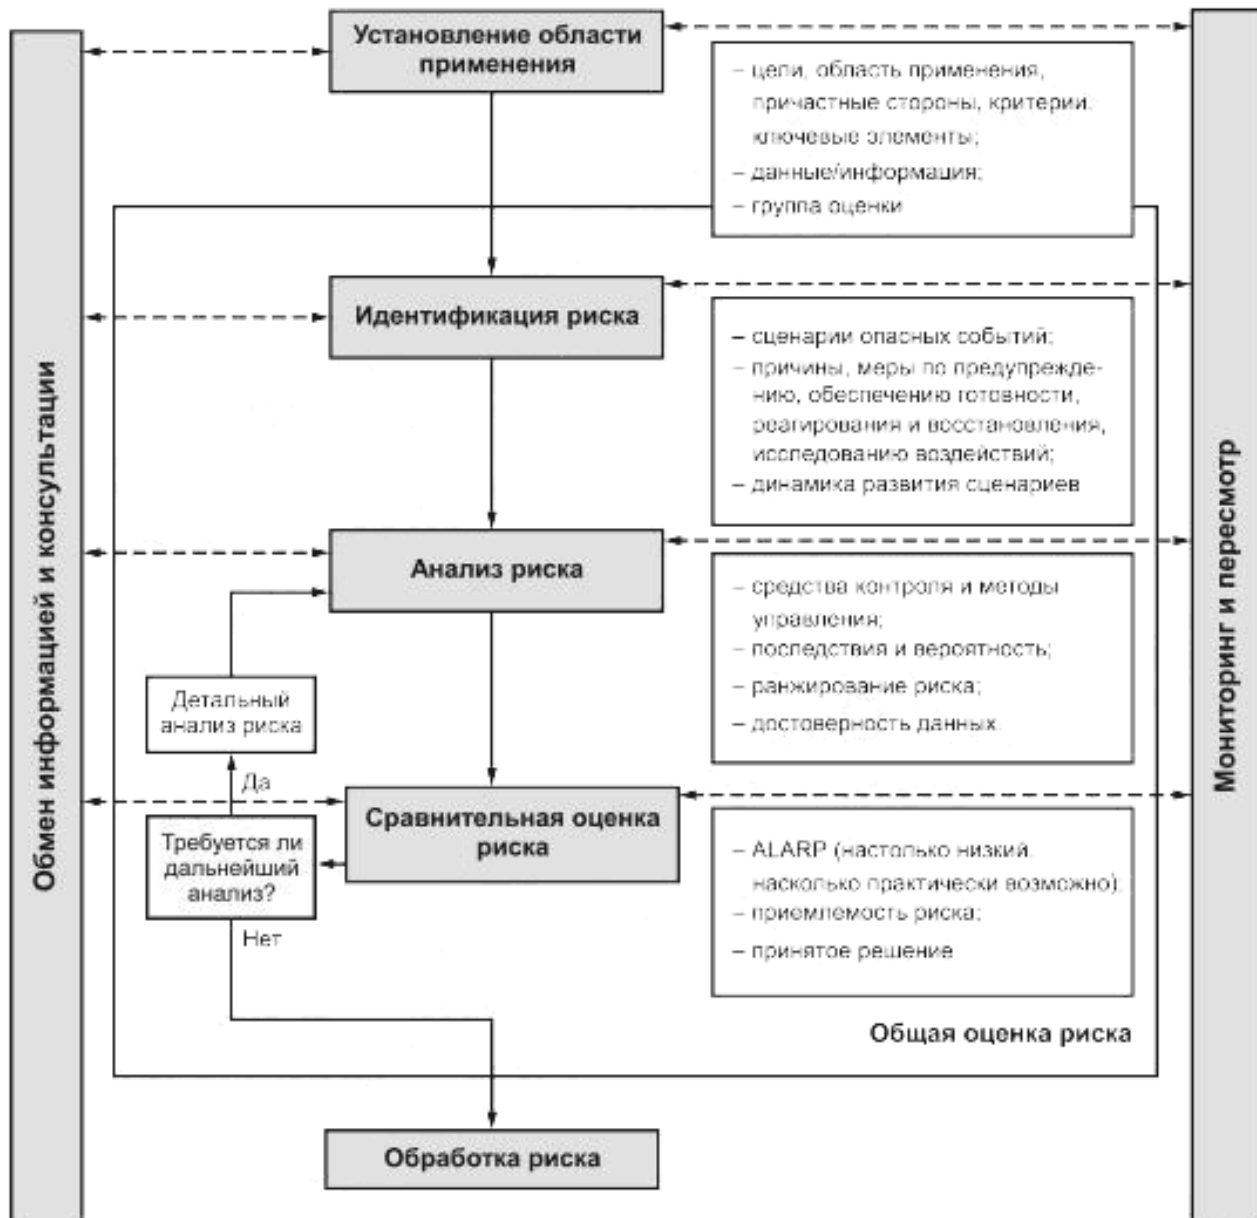 Обмен информацией и консультации
Установление области
применения
– цели, область применения,
причастные стороны, критерии,
ключевые элементы;
– данные/информация;
– группа оценки
Идентификация риска
– сценарии опасных событий;
– причины, меры по предупрежде-
нию, обеспечению готовности,
реагирования и восстановления,
исследованию воздействий;
– динамика развития сценариев
Анализ риска
– средства контроля и методы
управления;
– последствия и вероятность;
– ранжирование риска;
– достоверность данных
Детальный
анализ риска
Да
Требуется ли
дальнейший
анализ?
Нет
Сравнительная оценка
риска
– ALARP (настолько низкий,
насколько практически возможно);
– приемлемость риска;
– принятое решение
Общая оценка риска
Обработка риска
Мониторинг и пересмотр